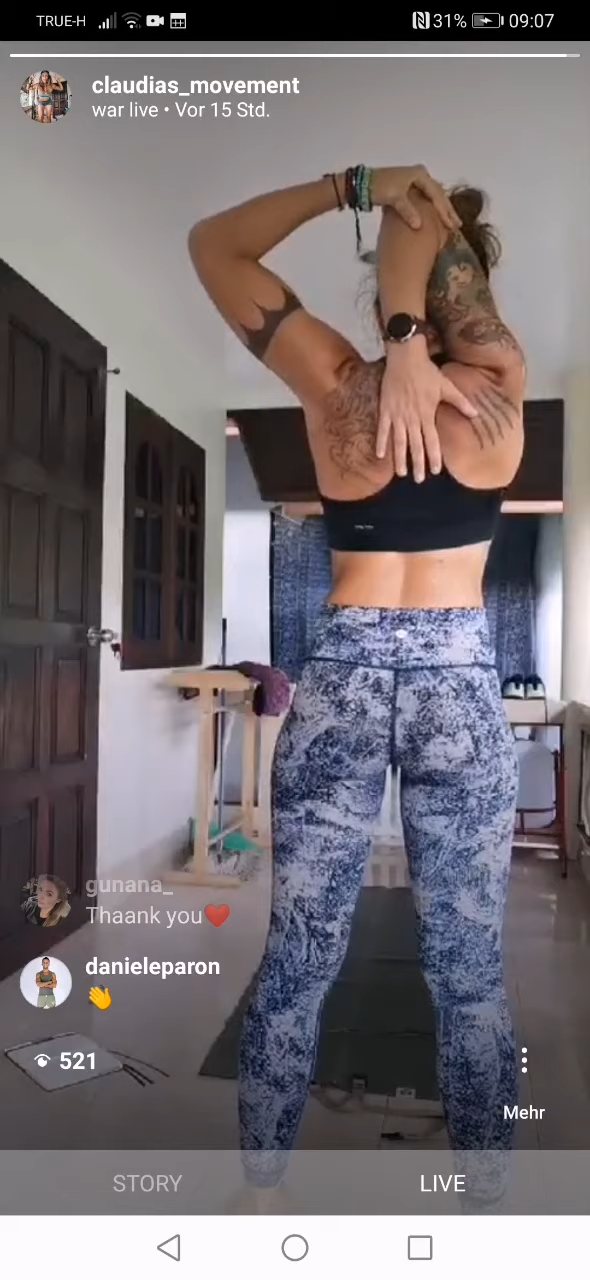 TRUE-H
31%
09:07
claudias_movement
war live • Vor 15 Std.
gunana_
Thaank you❤️
danieleparon
👏
521
Mehr
STORY
LIVE